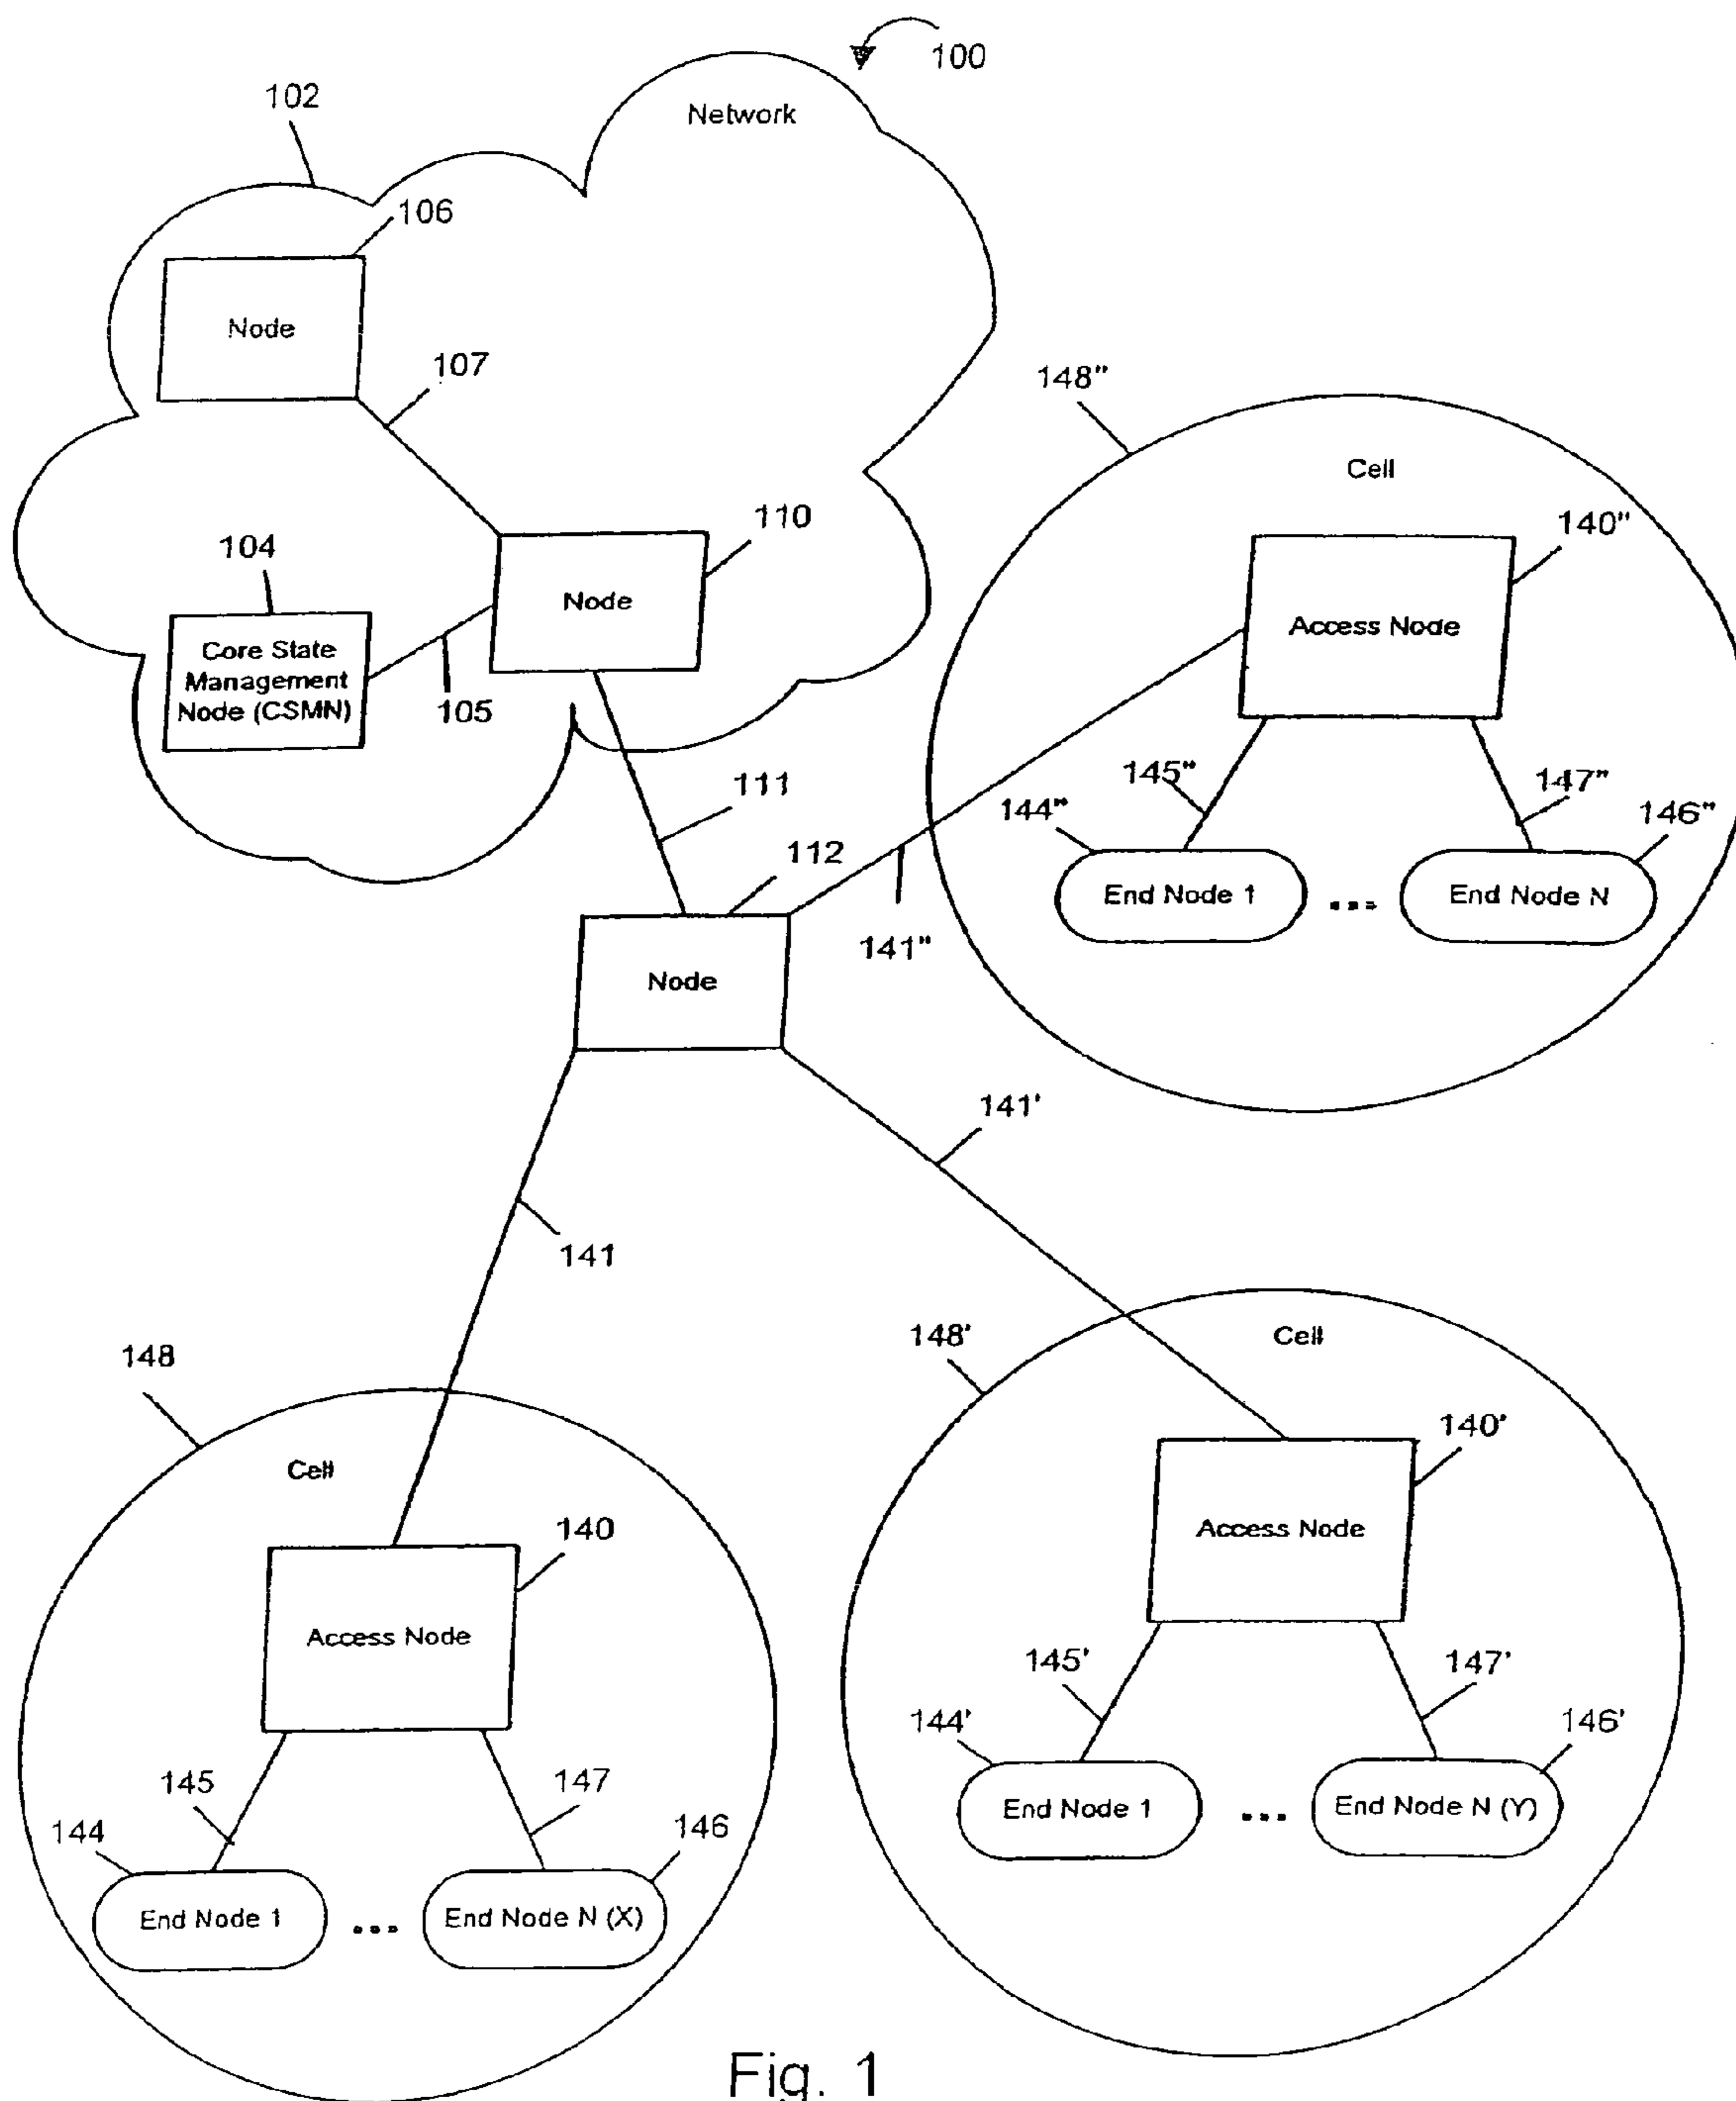 100
102
Network
106
Node
107
148"
Cell
110
140"
104
Node
Access Node
Core State
Management
Node (CSMN)
105
111
145"
147"
144"
146"
112
End Node 1
...
End Node N
141"
Node
141'
141
148'
Cell
148
140'
Cell
140
Access Node
Access Node
145'
147'
144'
146'
145
147
End Node 1
...
End Node N (Y)
144
146
End Node 1
...
End Node N (X)
Fig. 1